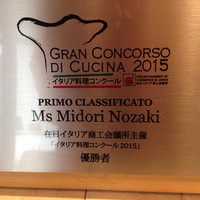 GRAN CONCORSO
DI CUCINA 2015
イタリア料理コンクール
PRIMO CLASSIFICATO
Ms Midori Nozaki
在日イタリア商工会議所主催
「イタリア料理コンクール2015」
優勝者